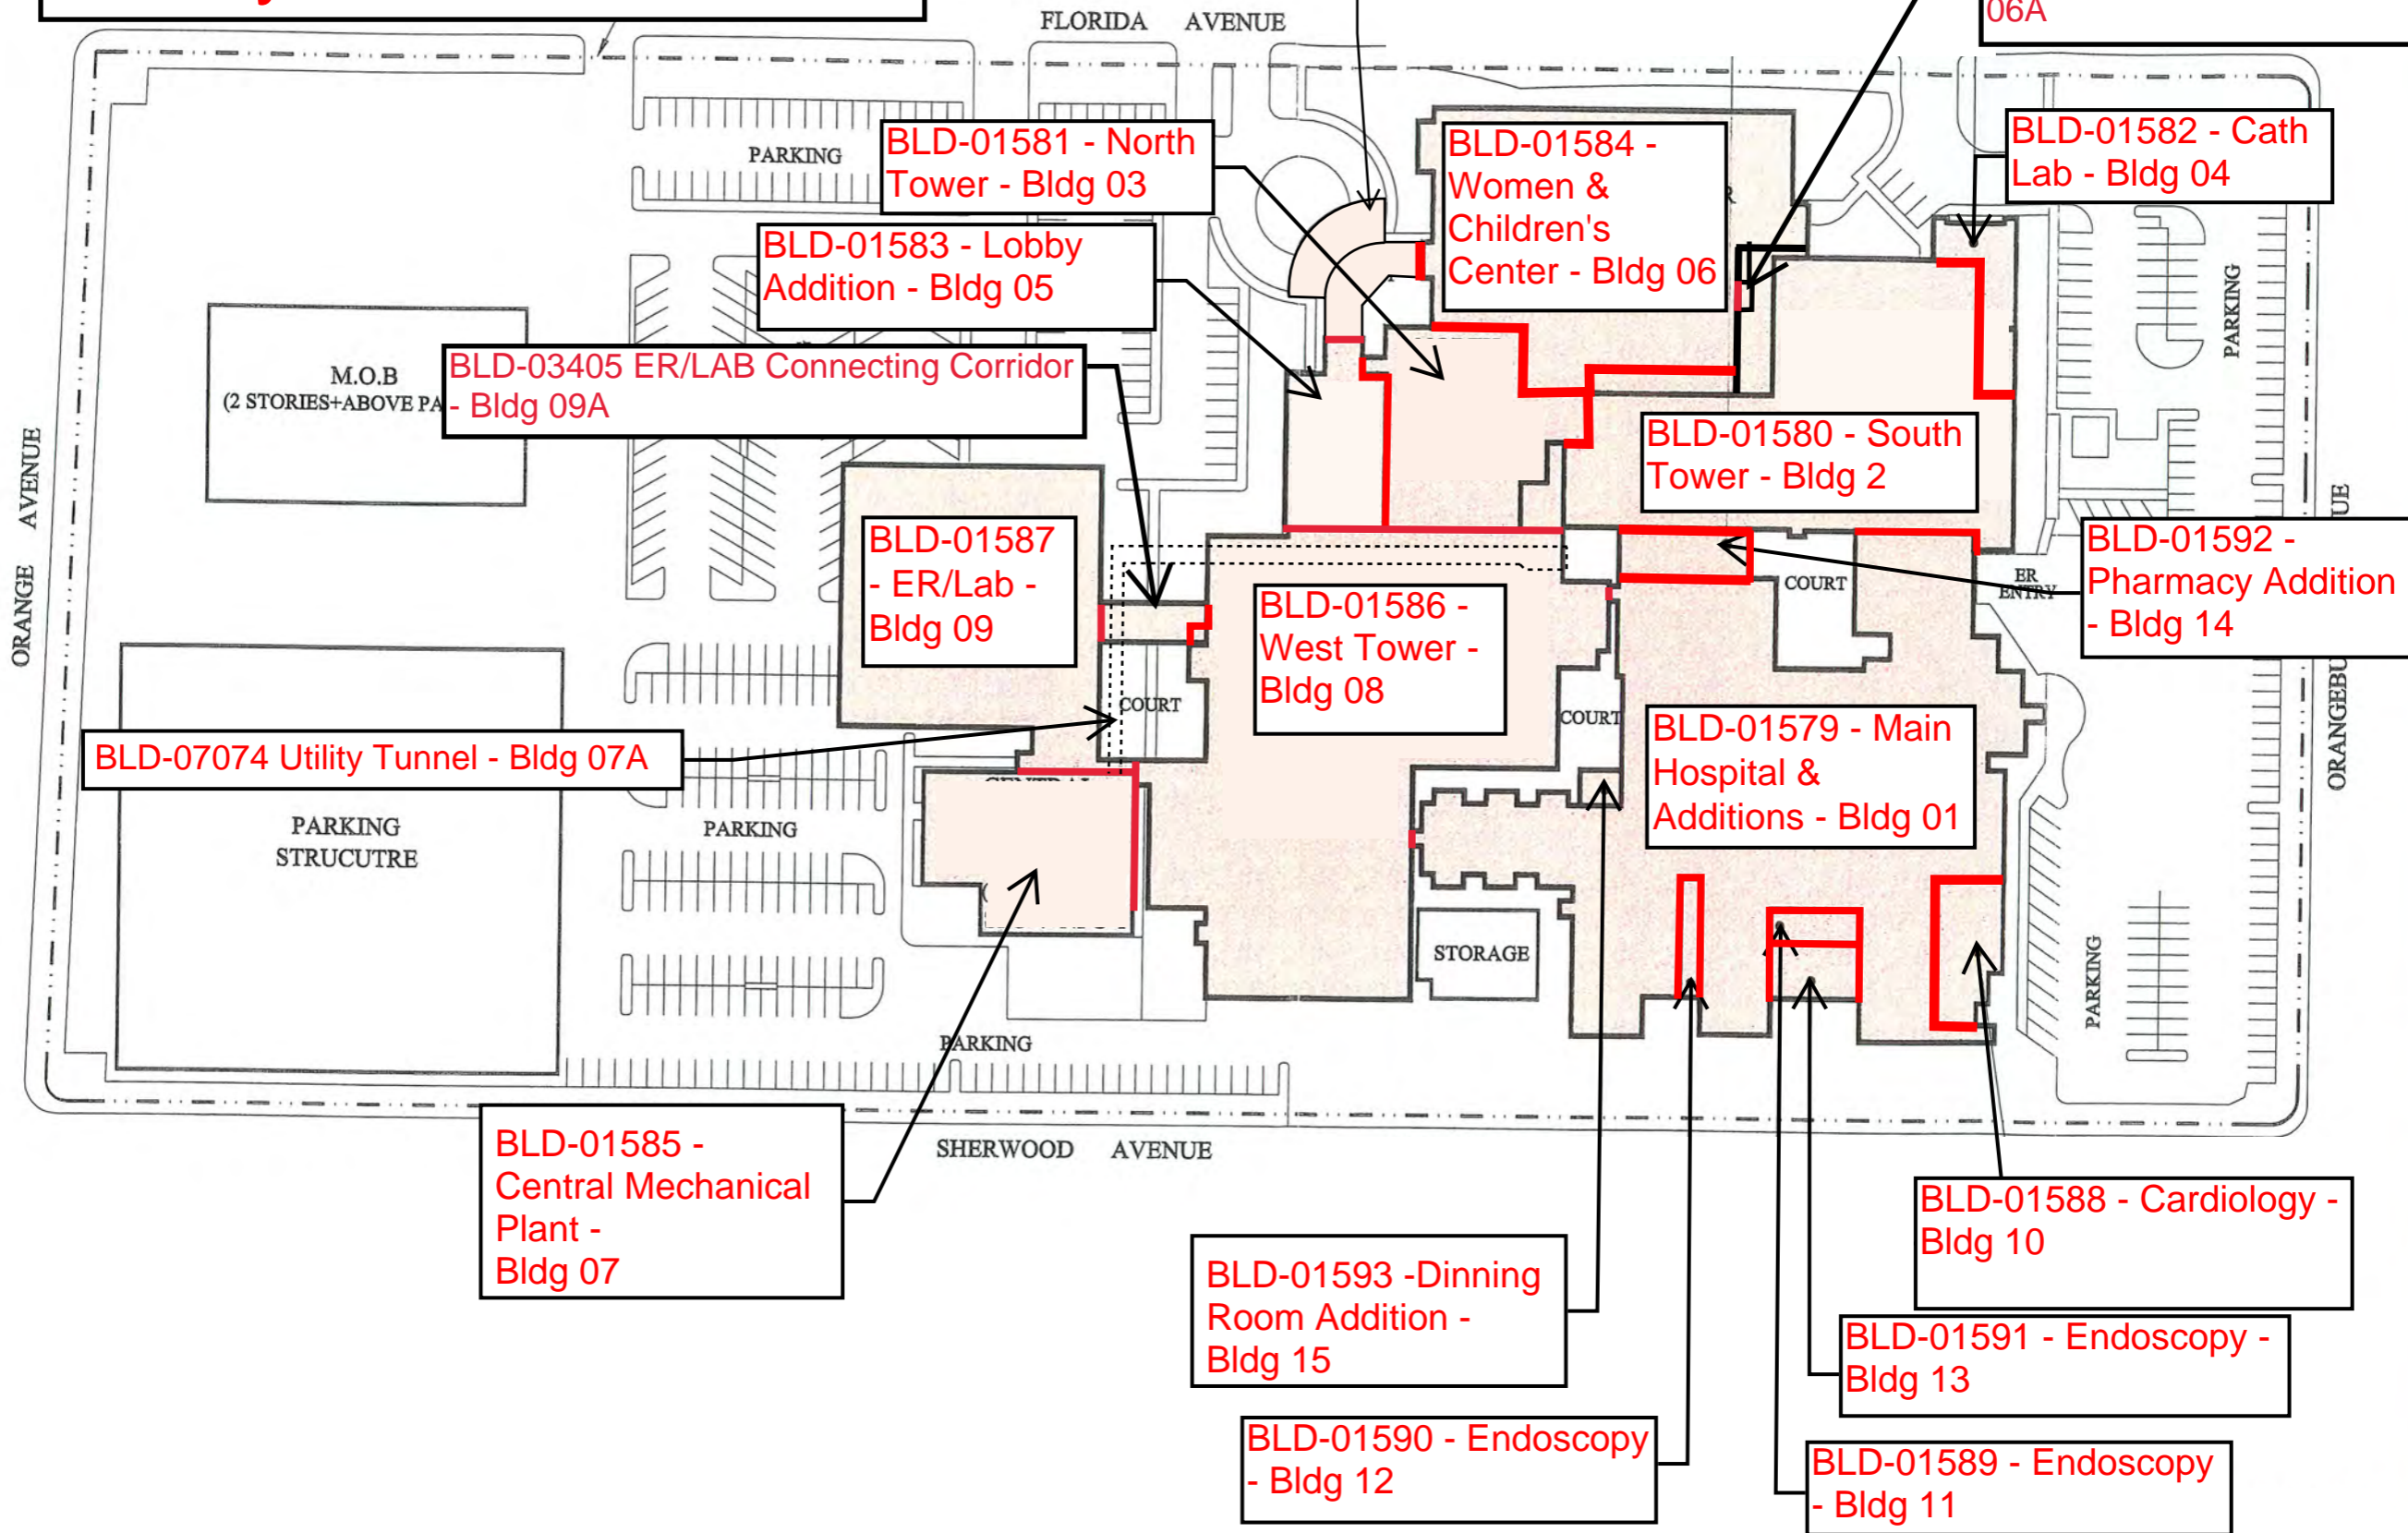 06A
FLORIDA AVENUE
PARKING
BLD-01581 - North
Tower - Bldg 03
BLD-01584 -
Women &
Children's
Center - Bldg 06
BLD-01582 - Cath
Lab - Bldg 04
BLD-01583 - Lobby
Addition - Bldg 05
PARKING
M.O.B
(2 STORIES+ABOVE PA
BLD-03405 ER/LAB Connecting Corridor
- Bldg 09A
BLD-01580 - South
Tower - Bldg 2
ORANGE AVENUE
BLD-01587
- ER/Lab -
Bldg 09
BLD-01592 -
Pharmacy Addition
- Bldg 14
ER
ENTRY
COURT
BLD-01586 -
West Tower -
Bldg 08
COURT
COURT
BLD-01579 - Main
Hospital &
Additions - Bldg 01
ORANGEBU
UE
BLD-07074 Utility Tunnel - Bldg 07A
CENTRAL
PARKING
STRUCUTRE
PARKING
STORAGE
PARKING
PARKING
SHERWOOD AVENUE
BLD-01585 -
Central Mechanical
Plant -
Bldg 07
BLD-01588 - Cardiology -
Bldg 10
BLD-01593 -Dinning
Room Addition -
Bldg 15
BLD-01591 - Endoscopy -
Bldg 13
BLD-01590 - Endoscopy
- Bldg 12
BLD-01589 - Endoscopy
- Bldg 11